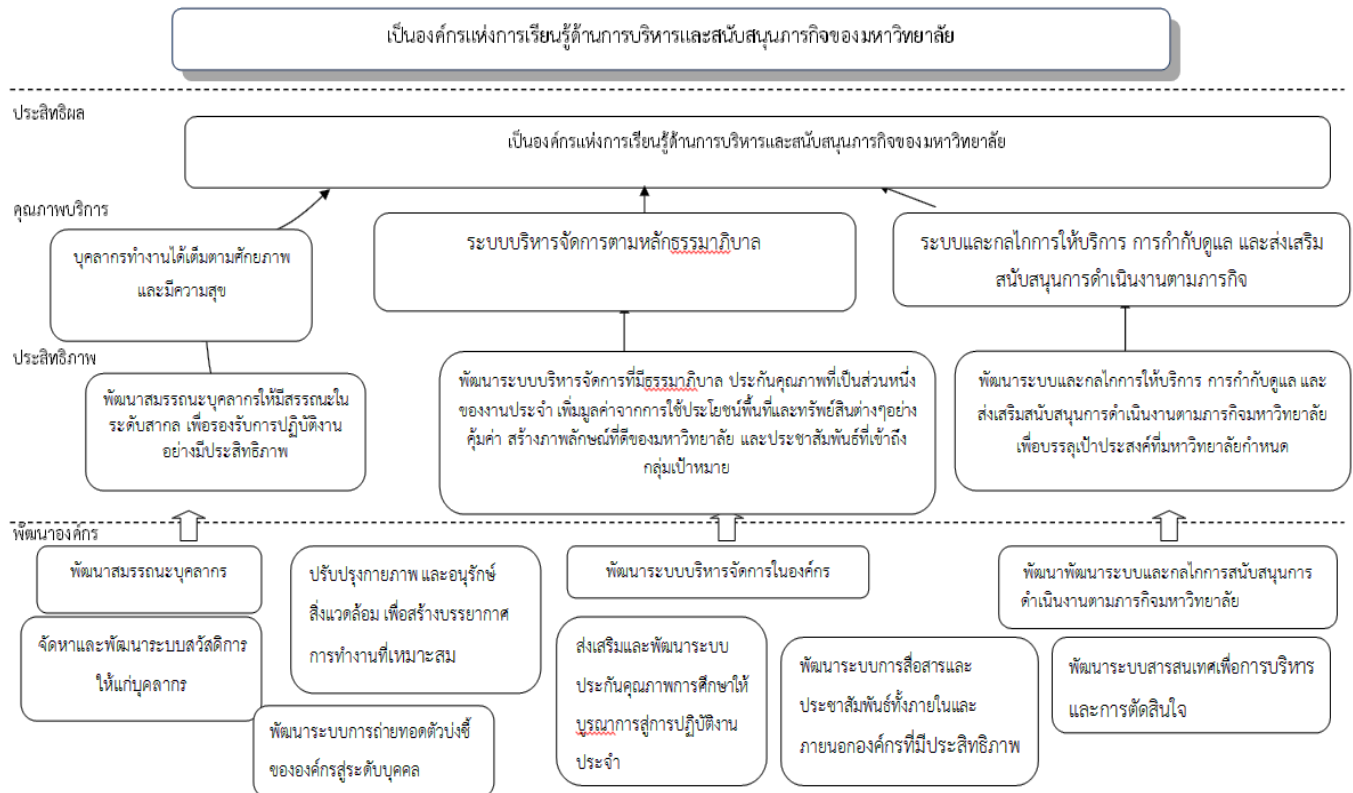 เป็นองค์กรแห่งการเรียนรู้ด้านการบริหารและสนับสนุนภารกิจของมหาวิทยาลัย
ประสิทธิผล
เป็นองค์กรแห่งการเรียนรู้ด้านการบริหารและสนับสนุนภารกิจของมหาวิทยาลัย
คุณภาพบริการ
บุคลากรทำงานได้เต็มตามศักยภาพ
และมีความสุข
ระบบบริหารจัดการตามหลักธรรมาภิบาล
ระบบและกลไกการให้บริการ การกำกับดูแล และส่งเสริม
สนับสนุนการดำเนินงานตามภารกิจ
ประสิทธิภาพ
พัฒนาสมรรถนะบุคลากรให้มีสรรถนะใน
ระดับสากล เพื่อรองรับการปฏิบัติงาน
อย่างมีประสิทธิภาพ
พัฒนาระบบบริหารจัดการที่มีธรรมาภิบาล ประกันคุณภาพที่เป็นส่วนหนึ่ง
ของงานประจำ เพิ่มมูลค่าจากการใช้ประโยชน์พื้นที่และทรัพย์สินต่างๆอย่าง
คุ้มค่า สร้างภาพลักษณ์ที่ดีของมหาวิทยาลัย และประชาสัมพันธ์ที่เข้าถึง
กลุ่มเป้าหมาย
พัฒนาระบบและกลไกการให้บริการ การกำกับดูแล และ
ส่งเสริมสนับสนุนการดำเนินงานตามภารกิจมหาวิทยาลัย
เพื่อบรรลุเป้าประสงค์ที่มหาวิทยาลัยกำหนด
พัฒนาองค์กร
พัฒนาสมรรถนะบุคลากร
จัดหาและพัฒนาระบบสวัสดิการ
ให้แก่บุคลากร
ปรับปรุงกายภาพ และอนุรักษ์
สิ่งแวดล้อม เพื่อสร้างบรรยากาศ
การทำงานที่เหมาะสม
พัฒนาระบบการถ่ายทอดตัวบ่งชี้
ขององค์กรสู่ระดับบุคคล
พัฒนาระบบบริหารจัดการในองค์กร
ส่งเสริมและพัฒนาระบบ
ประกันคุณภาพการศึกษาให้
บูรณาการสู่การปฏิบัติงาน
ประจำ
พัฒนาระบบการสื่อสารและ
ประชาสัมพันธ์ทั้งภายในและ
ภายนอกองค์กรที่มีประสิทธิภาพ
พัฒนาพัฒนาระบบและกลไกการสนับสนุนการ
ดำเนินงานตามภารกิจมหาวิทยาลัย
พัฒนาระบบสารสนเทศเพื่อการบริหาร
และการตัดสินใจ